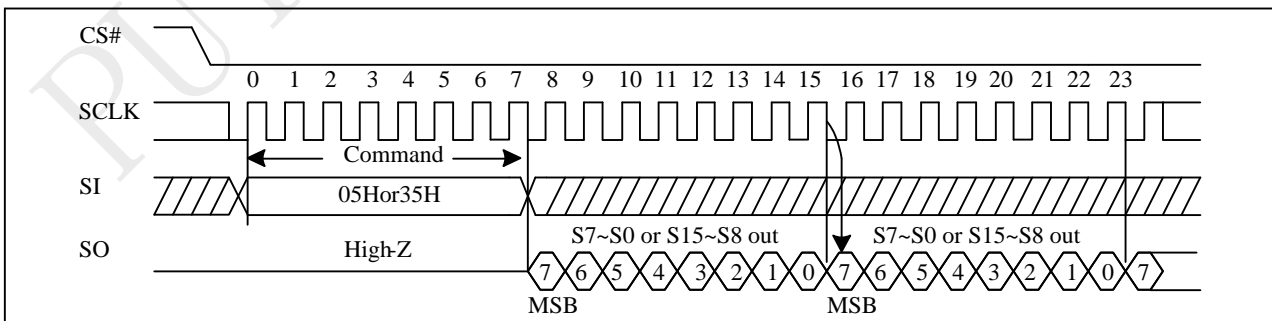 CS#
0 1 2 3 4 5 6 7 8 9 10 11 12 13 14 15 16 17 18 19 20 21 22 23
SCLK
Command
SI
05Hor35H
S7~S0 or S15~S8 out S7~S0 or S15~S8 out
SO
High-Z
7 6 5 4 3 2 1 0 7 6 5 4 3 2 1 0 7
MSB MSB